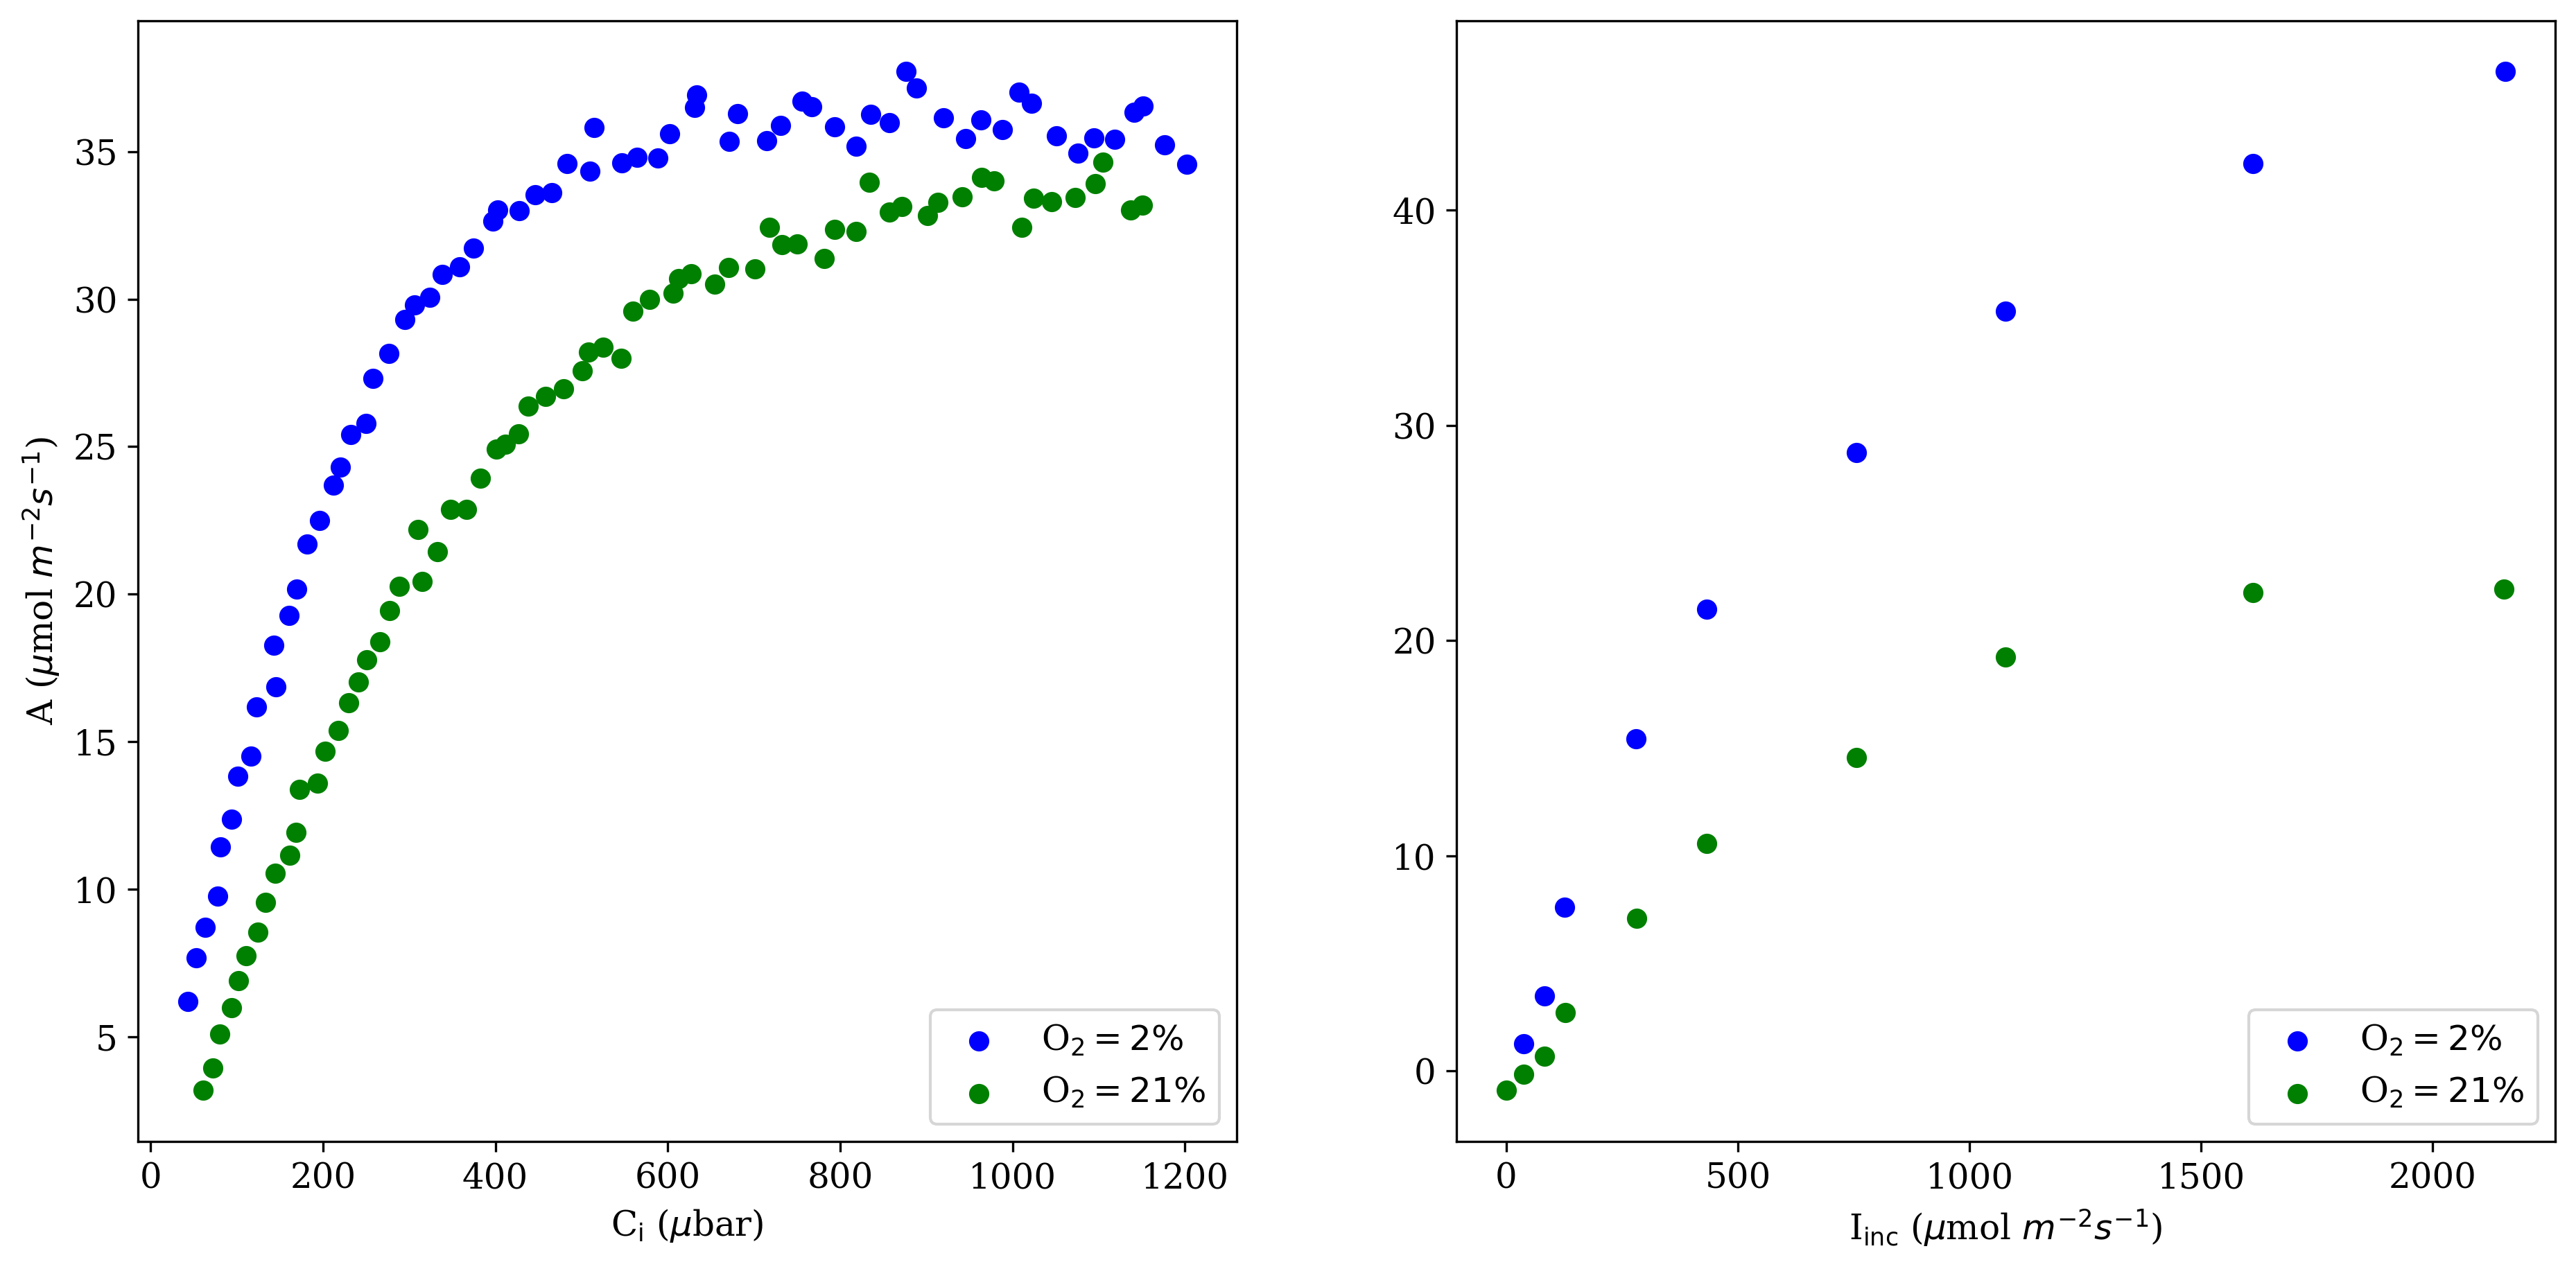 A (μmol m⁻²s⁻¹)
35
30
25
20
15
10
5
0 200 400 600 800 1000 1200
Cᵢ (μbar)
O₂ = 2%
O₂ = 21%
40
30
20
10
0
0 500 1000 1500 2000
I_inc (μmol m⁻²s⁻¹)
O₂ = 2%
O₂ = 21%